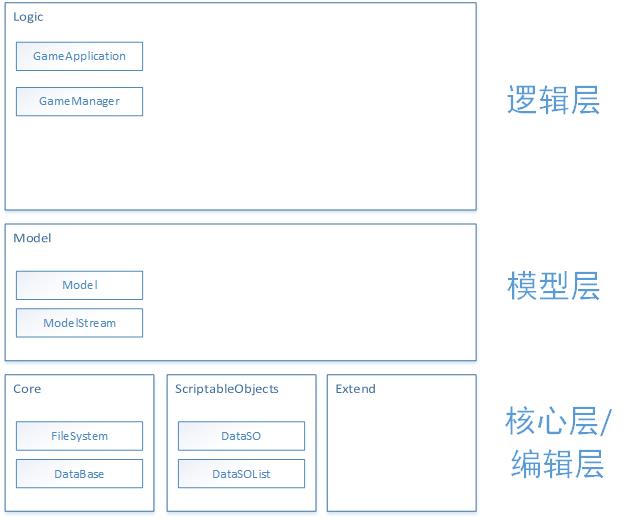 Logic
GameApplication
GameManager
逻辑层
Model
Model
ModelStream
模型层
Core
FileSystem
DataBase
ScriptableObjects
DataSO
DataSOList
Extend
核心层/
编辑层